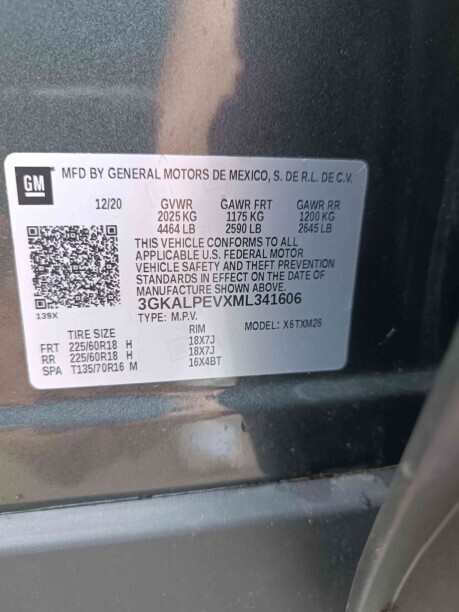 GM MFD BY GENERAL MOTORS DE MEXICO, S. DE R.L. DE C.V.
12/20 GVWR GAWR FRT GAWR RR
2025 KG 1175 KG 1200 KG
4464 LB 2590 LB 2645 LB
THIS VEHICLE CONFORMS TO ALL
APPLICABLE U.S. FEDERAL MOTOR
VEHICLE SAFETY AND THEFT PREVENTION
STANDARDS IN EFFECT ON THE DATE OF
MANUFACTURE SHOWN ABOVE.
139X 3GKALPEVXML341606
TYPE: M.P.V. MODEL: X6TXM26
TIRE SIZE RIM
FRT 225/60R18 H 18X7J
RR 225/60R18 H 18X7J
SPA T135/70R16 M 16X4BT